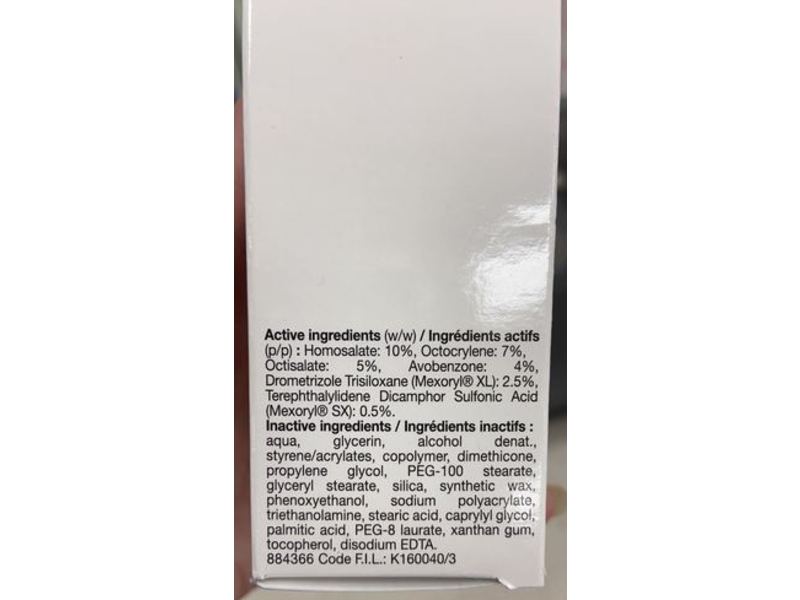 Active ingredients (w/w) / Ingrédients actifs
(p/p) : Homosalate: 10%, Octocrylene: 7%,
Octisalate: 5%, Avobenzone: 4%,
Drometrizole Trisiloxane (Mexoryl® XL): 2.5%,
Terephthalylidene Dicamphor Sulfonic Acid
(Mexoryl® SX): 0.5%.
Inactive ingredients / Ingrédients inactifs :
aqua, glycerin, alcohol denat.,
styrene/acrylates, copolymer, dimethicone,
propylene glycol, PEG-100 stearate,
glyceryl stearate, silica, synthetic wax,
phenoxyethanol, sodium polyacrylate,
triethanolamine, stearic acid, caprylyl glycol,
palmitic acid, PEG-8 laurate, xanthan gum,
tocopherol, disodium EDTA.
884366 Code F.I.L.: K160040/3